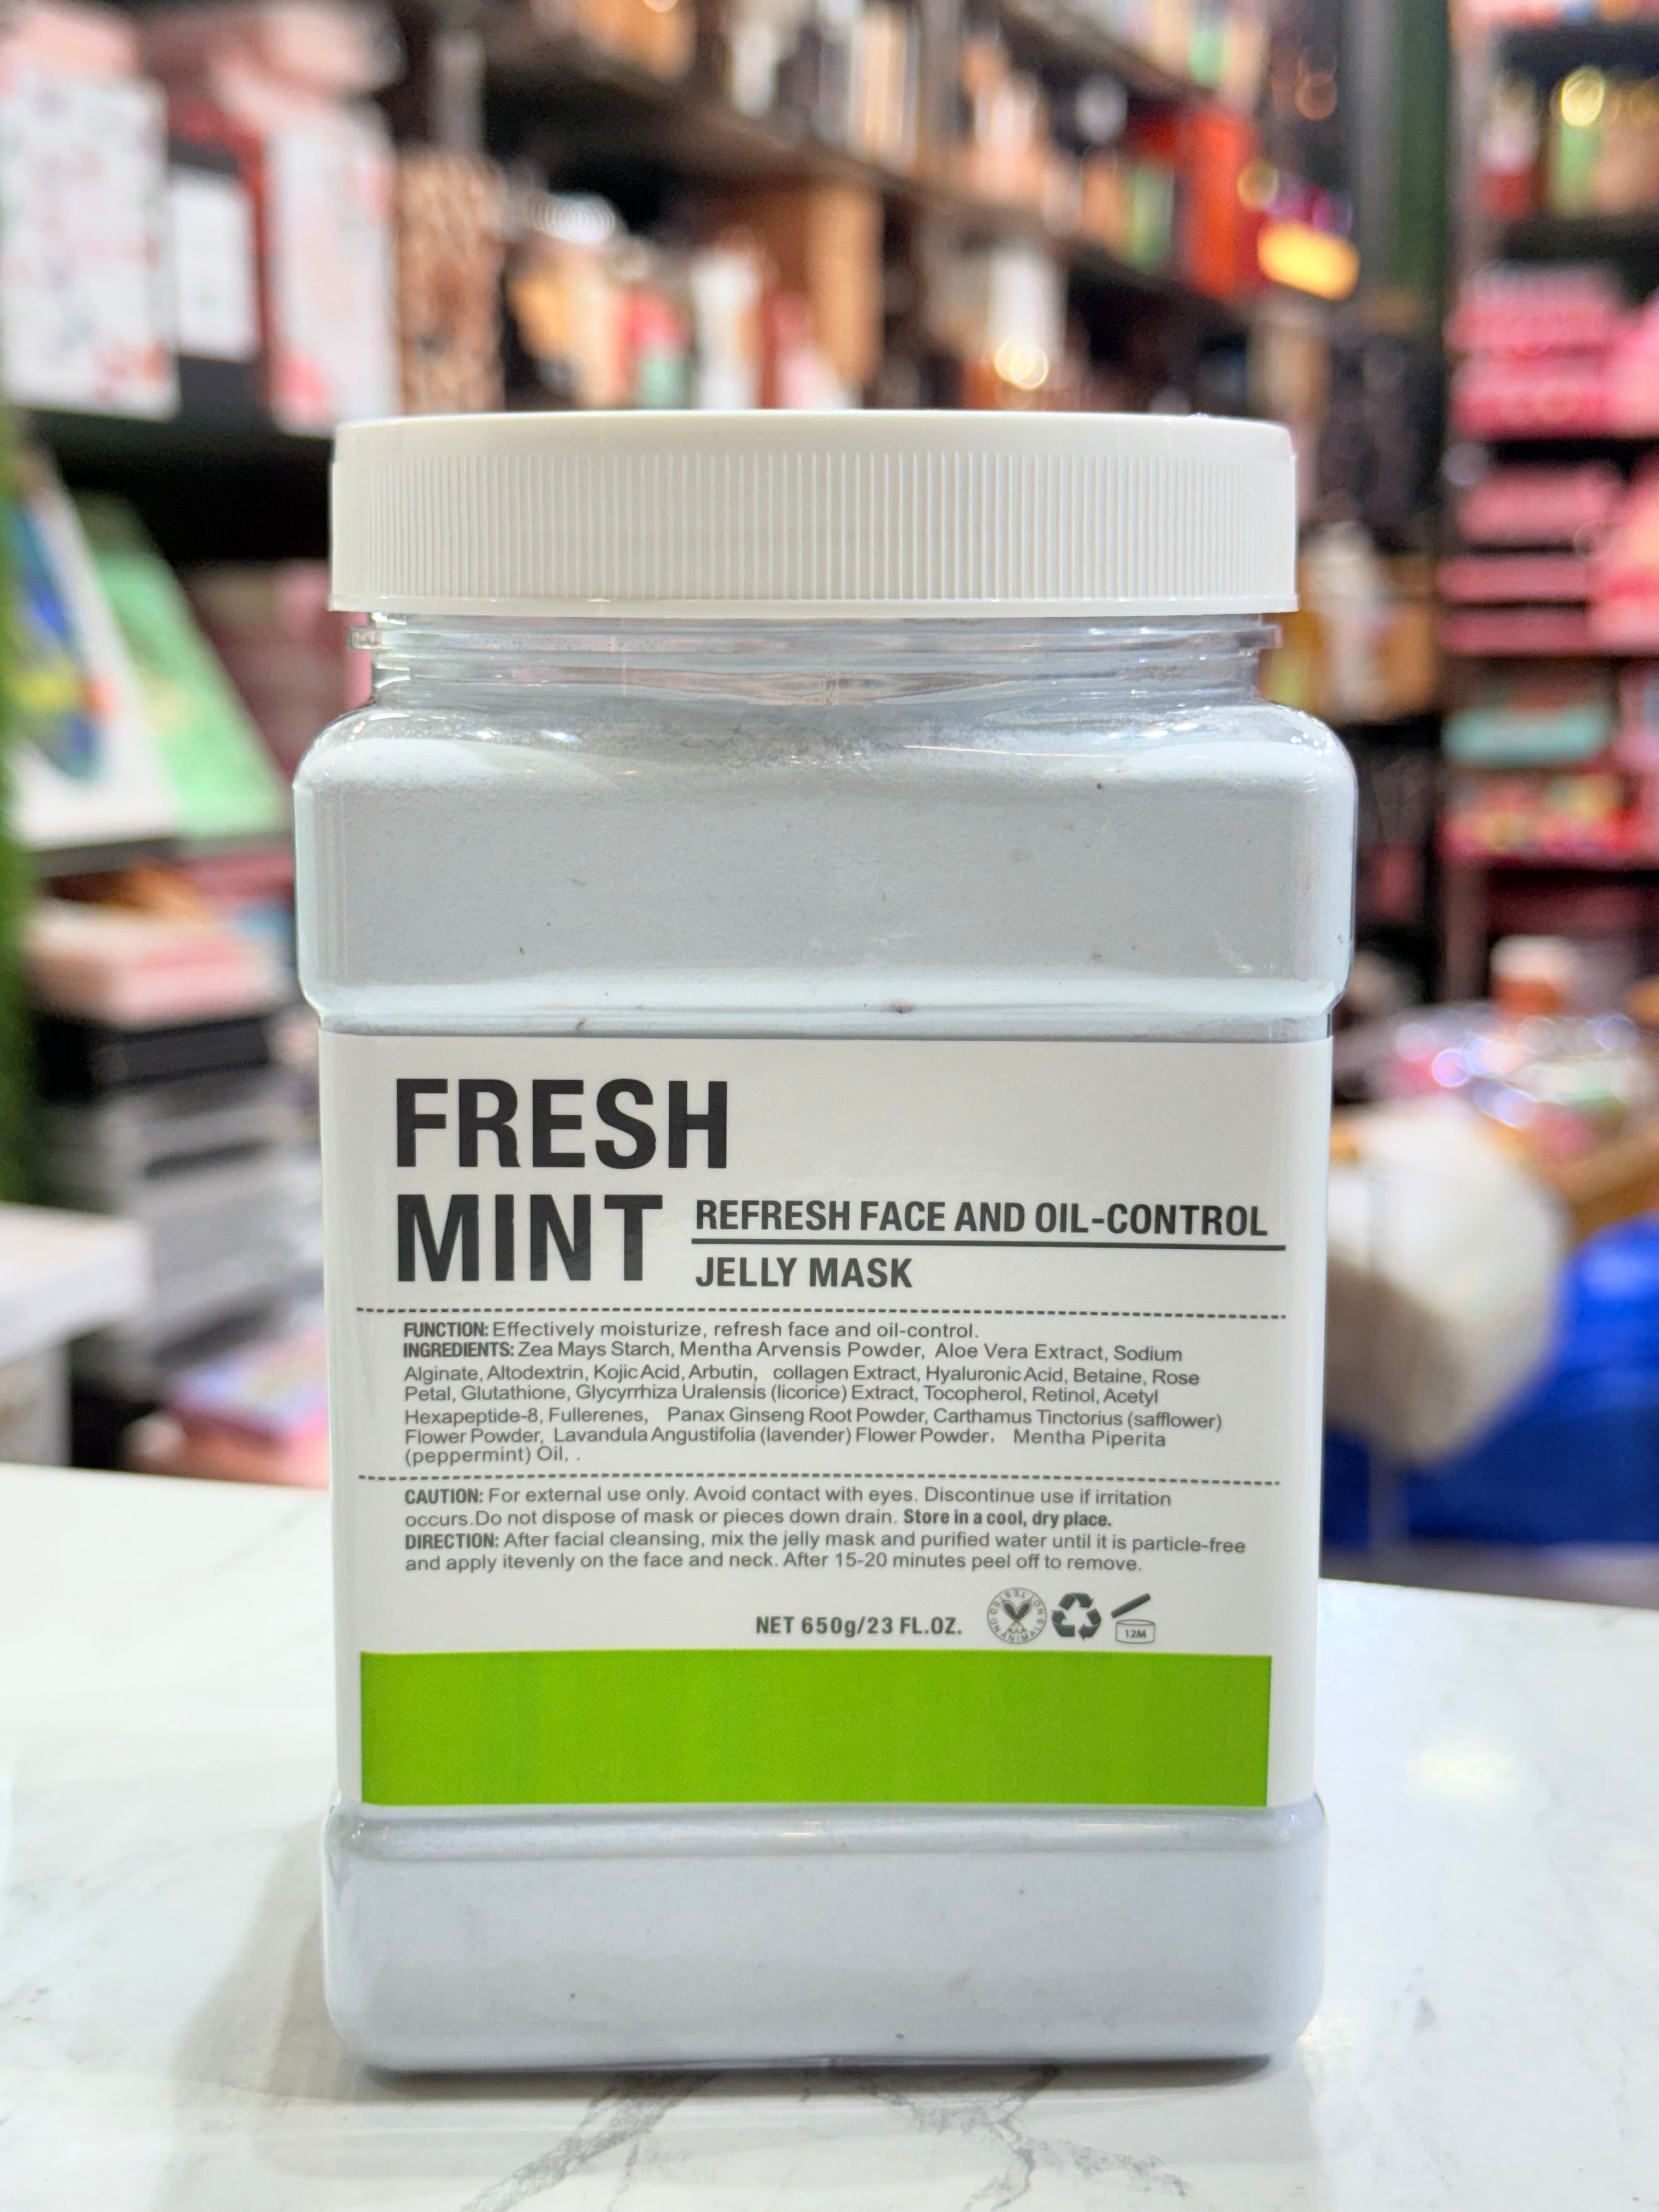 FRESH
MINT
REFRESH FACE AND OIL-CONTROL
JELLY MASK
FUNCTION: Effectively moisturize, refresh face and oil-control.
INGREDIENTS: Zea Mays Starch, Mentha Arvensis Powder, Aloe Vera Extract, Sodium
Alginate, Altodextrin, Kojic Acid, Arbutin, collagen Extract, Hyaluronic Acid, Betaine, Rose
Petal, Glutathione, Glycyrrhiza Uralensis (licorice) Extract, Tocopherol, Retinol, Acetyl
Hexapeptide-8, Fullerenes, Panax Ginseng Root Powder, Carthamus Tinctorius (safflower)
Flower Powder, Lavandula Angustifolia (lavender) Flower Powder, Mentha Piperita
(peppermint) Oil, .
CAUTION: For external use only. Avoid contact with eyes. Discontinue use if irritation
occurs.Do not dispose of mask or pieces down drain. Store in a cool, dry place.
DIRECTION: After facial cleansing, mix the jelly mask and purified water until it is particle-free
and apply itevenly on the face and neck. After 15-20 minutes peel off to remove.
NET 650g/23 FL.OZ.
NOT TESTED ON ANIMALS
12M